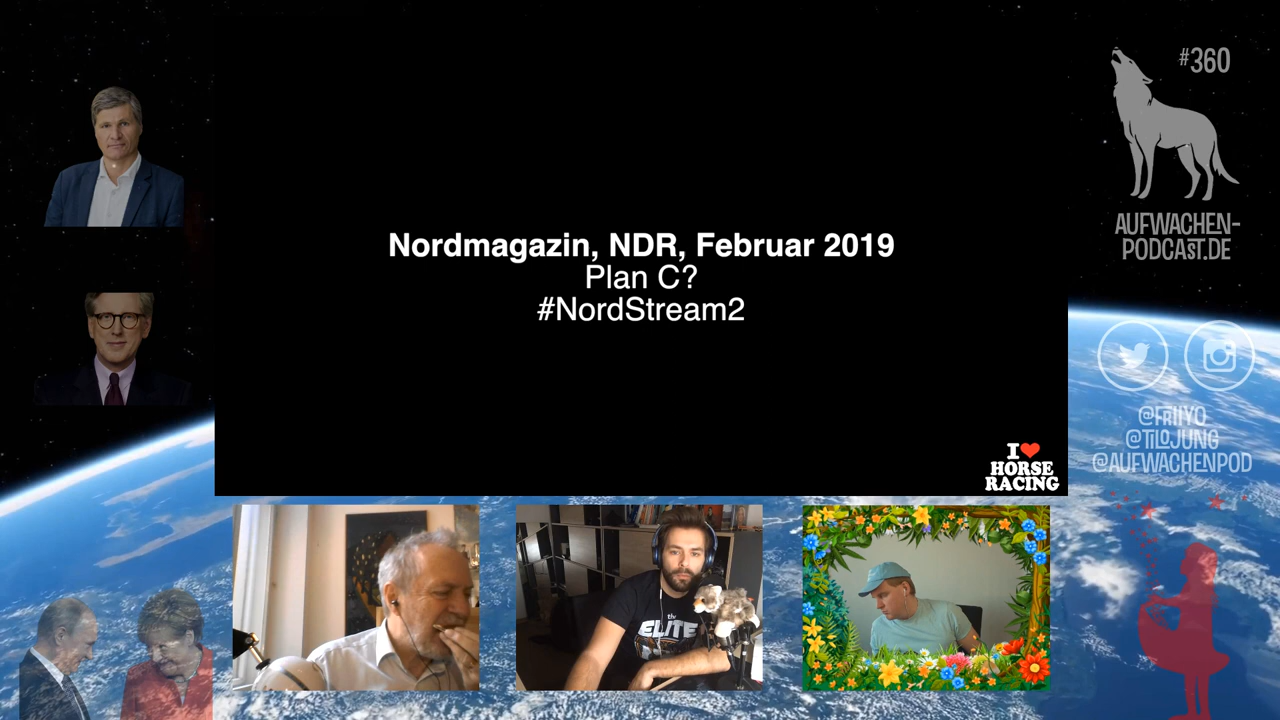 #360
AUFWACHEN-
PODCAST.DE
Nordmagazin, NDR, Februar 2019
Plan C?
#NordStream2
@FRIIYO
@TILOJUNG
@AUFWACHENPOD
I
HORSE
RACING
ELITE